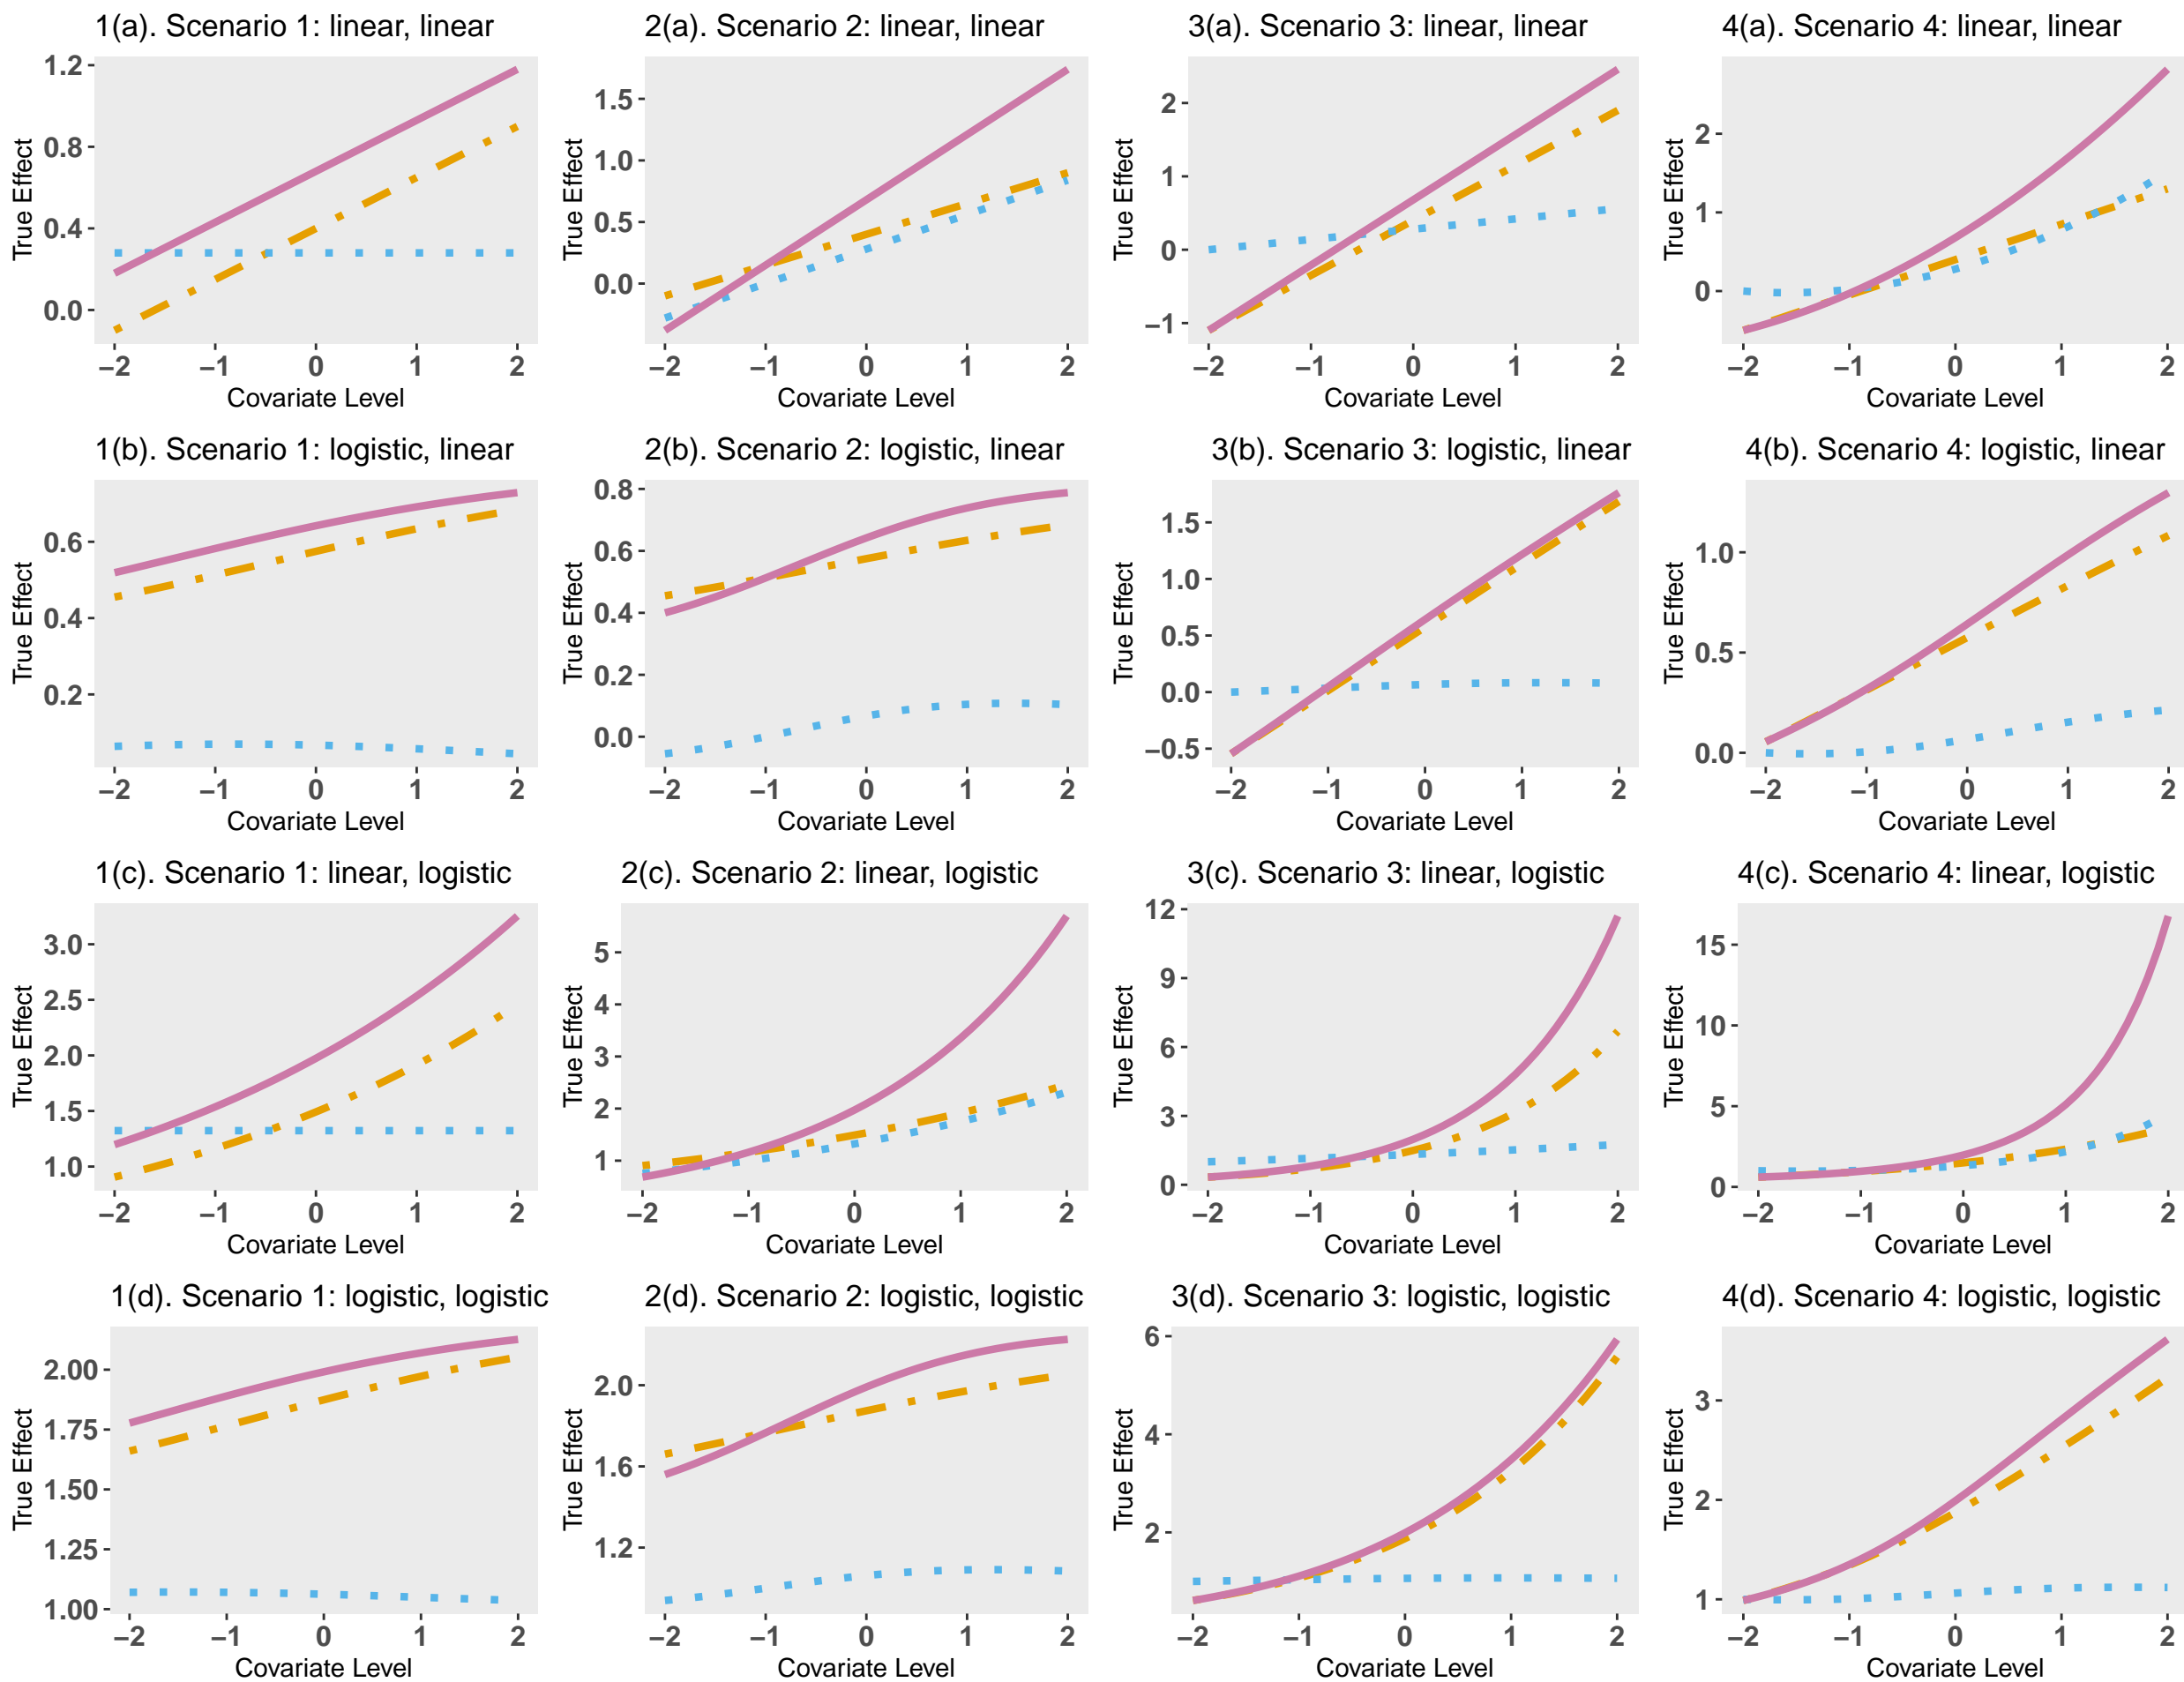 1(a). Scenario 1: linear, linear
True Effect
1.2
0.8
0.4
0.0
−2 −1 0 1 2
Covariate Level
2(a). Scenario 2: linear, linear
True Effect
1.5
1.0
0.5
0.0
−2 −1 0 1 2
Covariate Level
3(a). Scenario 3: linear, linear
True Effect
2
1
0
−1
−2 −1 0 1 2
Covariate Level
4(a). Scenario 4: linear, linear
True Effect
2
1
0
−2 −1 0 1 2
Covariate Level
1(b). Scenario 1: logistic, linear
True Effect
0.6
0.4
0.2
−2 −1 0 1 2
Covariate Level
2(b). Scenario 2: logistic, linear
True Effect
0.8
0.6
0.4
0.2
0.0
−2 −1 0 1 2
Covariate Level
3(b). Scenario 3: logistic, linear
True Effect
1.5
1.0
0.5
0.0
−0.5
−2 −1 0 1 2
Covariate Level
4(b). Scenario 4: logistic, linear
True Effect
1.0
0.5
0.0
−2 −1 0 1 2
Covariate Level
1(c). Scenario 1: linear, logistic
True Effect
3.0
2.5
2.0
1.5
1.0
−2 −1 0 1 2
Covariate Level
2(c). Scenario 2: linear, logistic
True Effect
5
4
3
2
1
−2 −1 0 1 2
Covariate Level
3(c). Scenario 3: linear, logistic
True Effect
12
9
6
3
0
−2 −1 0 1 2
Covariate Level
4(c). Scenario 4: linear, logistic
True Effect
15
10
5
0
−2 −1 0 1 2
Covariate Level
1(d). Scenario 1: logistic, logistic
True Effect
2.00
1.75
1.50
1.25
1.00
−2 −1 0 1 2
Covariate Level
2(d). Scenario 2: logistic, logistic
True Effect
2.0
1.6
1.2
−2 −1 0 1 2
Covariate Level
3(d). Scenario 3: logistic, logistic
True Effect
6
4
2
−2 −1 0 1 2
Covariate Level
4(d). Scenario 4: logistic, logistic
True Effect
3
2
1
−2 −1 0 1 2
Covariate Level